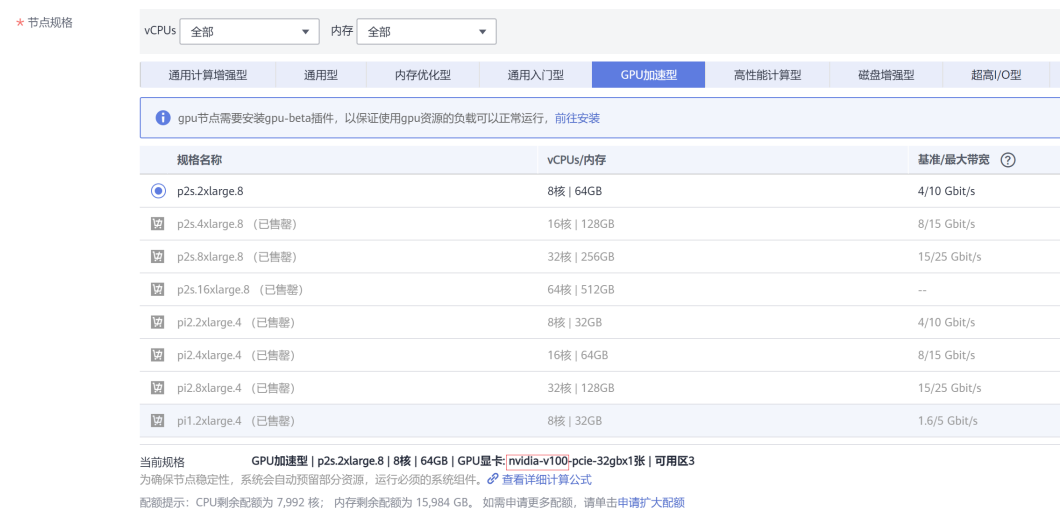 * 节点规格
vCPUs 全部 内存 全部
通用计算增强型 通用型 内存优化型 通用入门型 GPU加速型 高性能计算型 磁盘增强型 超高I/O型
gpu节点需要安装gpu-beta插件，以保证使用gpu资源的负载可以正常运行，前往安装
规格名称 vCPUs/内存 基准/最大带宽
p2s.2xlarge.8 8核 | 64GB 4/10 Gbit/s
p2s.4xlarge.8 （已售罄） 16核 | 128GB 8/15 Gbit/s
p2s.8xlarge.8 （已售罄） 32核 | 256GB 15/25 Gbit/s
p2s.16xlarge.8 （已售罄） 64核 | 512GB --
pi2.2xlarge.4 （已售罄） 8核 | 32GB 4/10 Gbit/s
pi2.4xlarge.4 （已售罄） 16核 | 64GB 8/15 Gbit/s
pi2.8xlarge.4 （已售罄） 32核 | 128GB 15/25 Gbit/s
pi1.2xlarge.4 （已售罄） 8核 | 32GB 1.6/5 Gbit/s
当前规格 GPU加速型 | p2s.2xlarge.8 | 8核 | 64GB | GPU显卡: nvidia-v100-pcie-32gbx1张 | 可用区3
为确保节点稳定性，系统会自动预留部分资源，运行必须的系统组件。 查看详细计算公式
配额提示：CPU剩余配额为 7,992 核； 内存剩余配额为 15,984 GB。 如需申请更多配额，请单击申请扩大配额